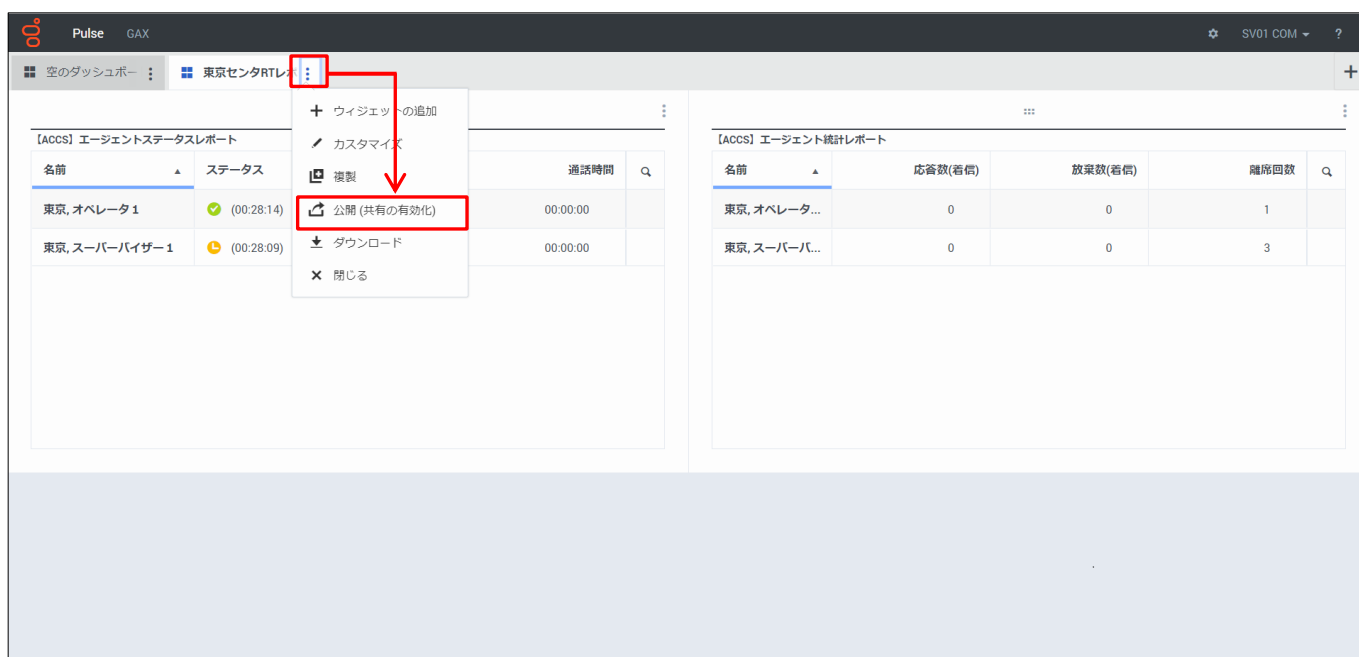 Pulse GAX SV01 COM ?
空のダッシュボー 東京センタRTレポ
ウィジェットの追加
カスタマイズ
複製
公開 (共有の有効化)
ダウンロード
閉じる
【ACCS】エージェントステータスレポート
名前 ステータス 通話時間
東京, オペレータ 1 (00:28:14) 00:00:00
東京, スーパーバイザー 1 (00:28:09) 00:00:00
【ACCS】エージェント統計レポート
名前 応答数(着信) 放棄数(着信) 離席回数
東京, オペレータ... 0 0 1
東京, スーパーバ... 0 0 3